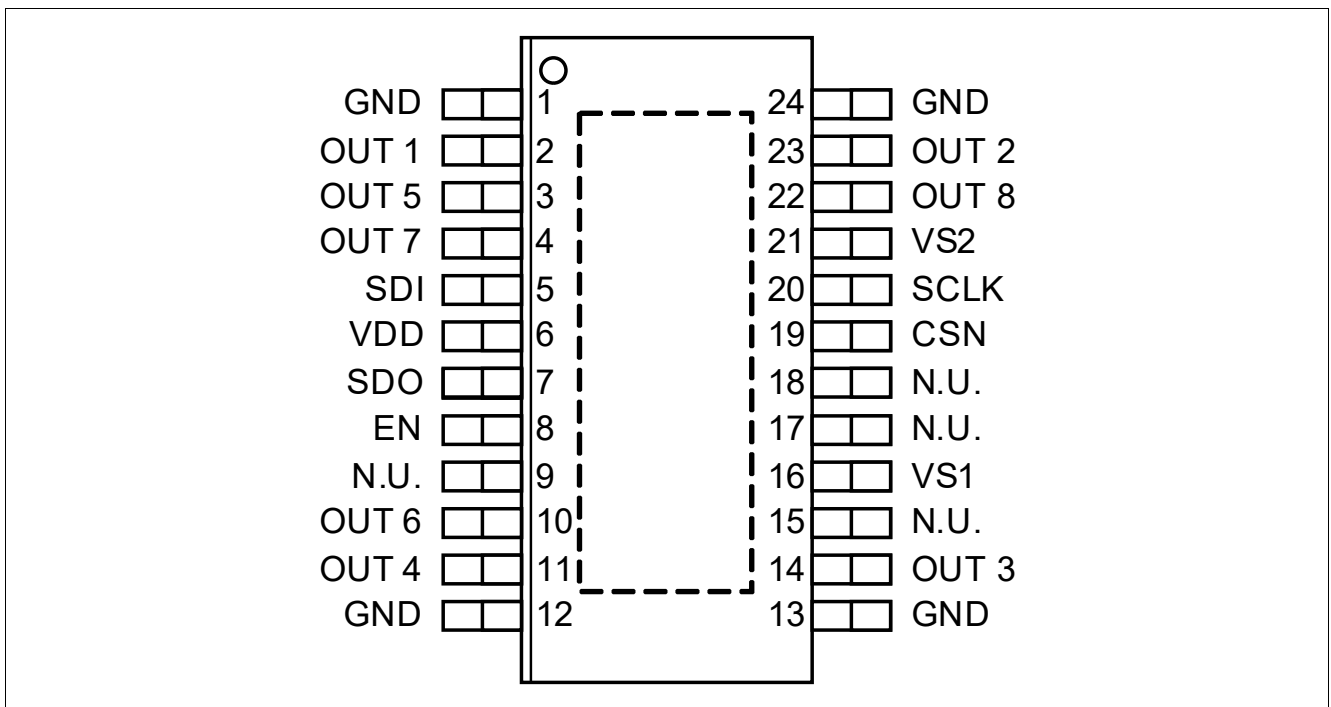 GND 1 24 GND
OUT 1 2 23 OUT 2
OUT 5 3 22 OUT 8
OUT 7 4 21 VS2
SDI 5 20 SCLK
VDD 6 19 CSN
SDO 7 18 N.U.
EN 8 17 N.U.
N.U. 9 16 VS1
OUT 6 10 15 N.U.
OUT 4 11 14 OUT 3
GND 12 13 GND